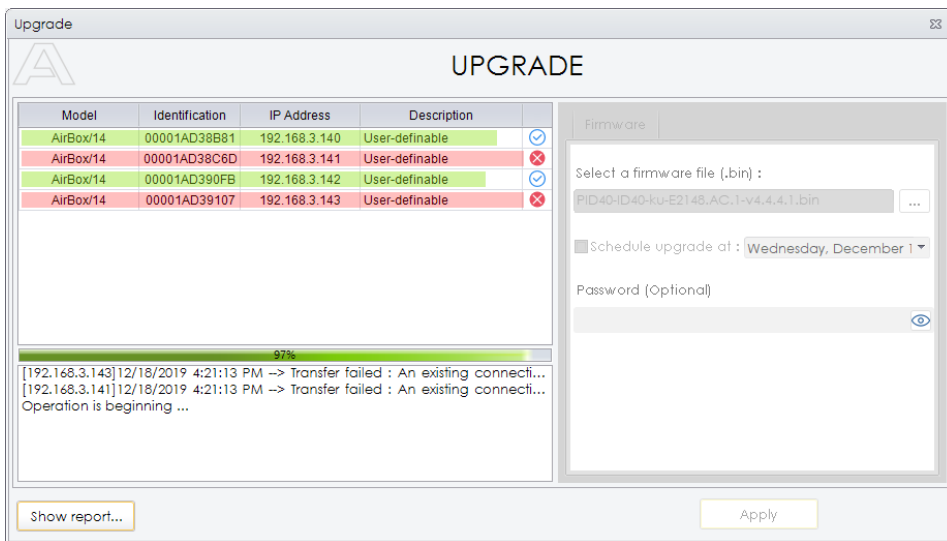 Upgrade
UPGRADE
Model Identification IP Address Description
AirBox/14 00001AD38B81 192.168.3.140 User-definable
AirBox/14 00001AD38C6D 192.168.3.141 User-definable
AirBox/14 00001AD390FB 192.168.3.142 User-definable
AirBox/14 00001AD39107 192.168.3.143 User-definable
97%
[192.168.3.143]12/18/2019 4:21:13 PM --> Transfer failed : An existing connecti...
[192.168.3.141]12/18/2019 4:21:13 PM --> Transfer failed : An existing connecti...
Operation is beginning ...
Firmware
Select a firmware file (.bin) :
PID40-ID40-ku-E2148.AC.1-v4.4.4.1.bin ...
Schedule upgrade at : Wednesday, December 1
Password (Optional)
Show report...
Apply